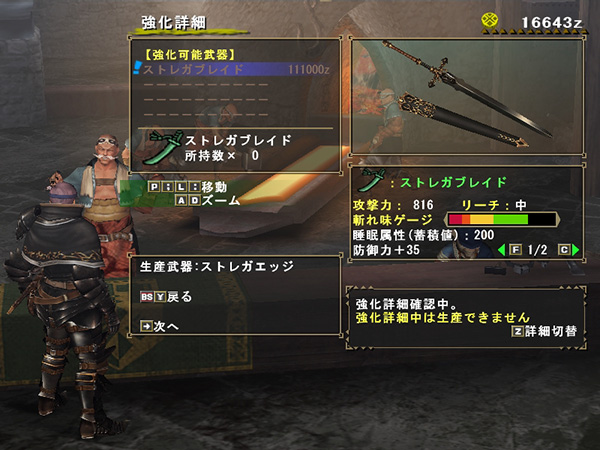 強化詳細
16643z
【強化可能武器】
ストレガブレイド 111000z
ストレガブレイド
所持数× 0
P:L:移動
AD ズーム
:ストレガブレイド
攻撃力: 816 リーチ:中
斬れ味ゲージ
睡眠属性(蓄積値):200
防御力+35
F 1/2 C
生産武器:ストレガエッジ
BS Y 戻る
→次へ
強化詳細確認中。
強化詳細中は生産できません
Z 詳細切替